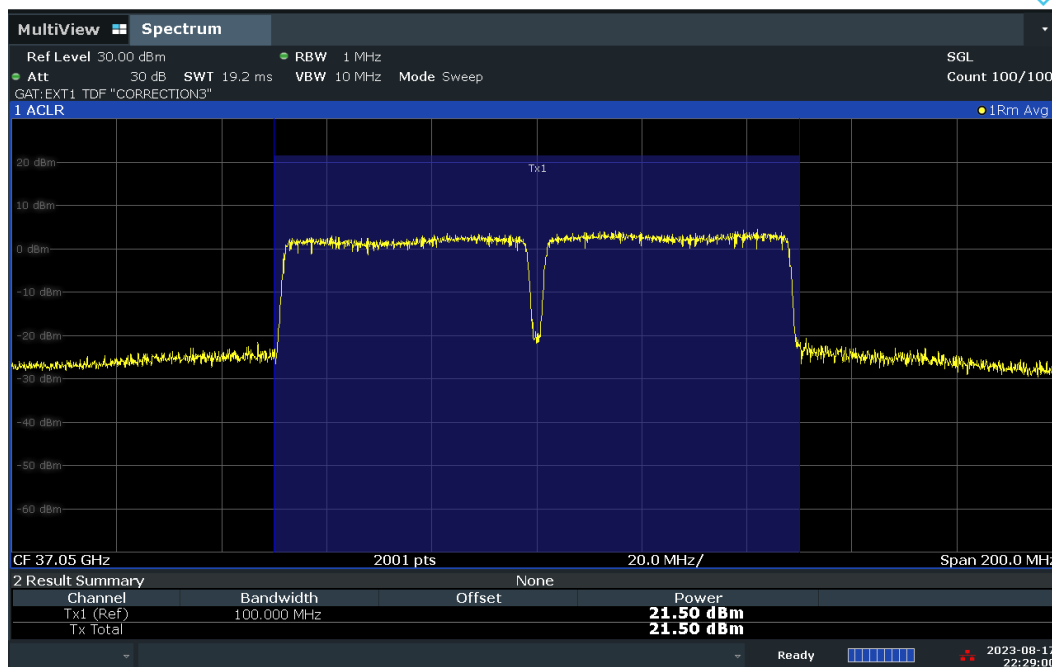 MultiView Spectrum
Ref Level 30.00 dBm RBW 1 MHz SGL
Att 30 dB SWT 19.2 ms VBW 10 MHz Mode Sweep Count 100/100
GAT:EXT1 TDF "CORRECTION3"
1 ACLR 1Rm Avg
Tx1
20 dBm
10 dBm
0 dBm
-10 dBm
-20 dBm
-30 dBm
-40 dBm
-50 dBm
-60 dBm
CF 37.05 GHz 2001 pts 20.0 MHz/ Span 200.0 MHz
2 Result Summary None
Channel Bandwidth Offset Power
Tx1 (Ref) 100.000 MHz 21.50 dBm
Tx Total 21.50 dBm
Ready 2023-08-17
22:29:00